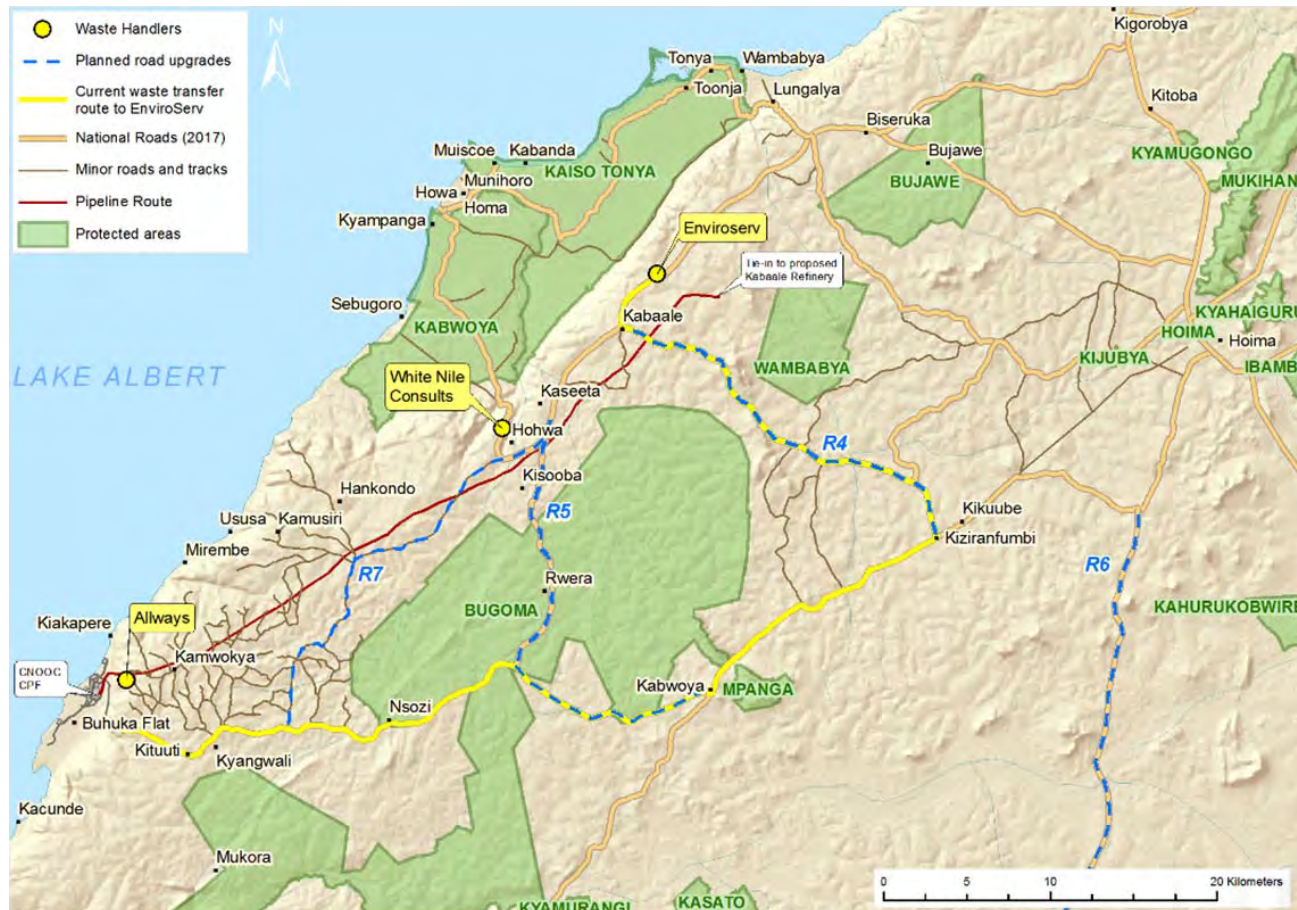 Waste Handlers
Planned road upgrades
Current waste transfer
route to EnviroServ
National Roads (2017)
Minor roads and tracks
Pipeline Route
Protected areas
N
Kigorobya
Tonya
Wambabya
Toonja
Lungalya
Kitoba
Biseruka
Muiscoe
Kabanda
Bujawe
KYAMUGONGO
KAISO TONYA
Munihoro
BUJAWE
MUKIHAN
Howa
Homa
Kyampanga
Enviroserv
Tie-in to proposed
Kabaale Refinery
Sebugoro
KABWOYA
Kabaale
KYAHAIGURU
HOIMA
Hoima
KIJUBYA
IBAMB
WAMBABYA
LAKE ALBERT
White Nile
Consults
Kaseeta
Hohwa
R4
Kisooba
Hankondo
R5
Kikuube
Ususa
Kamusiri
Kiziranfumbi
Mirembe
R7
R6
Rwera
BUGOMA
KAHURUKOBWIRE
Allways
Kiakapere
Kamwokya
CNOOC
CPF
Kabwoya
MPANGA
Nsozi
Buhuka Flat
Kituuti
Kyangwali
Kacunde
Mukora
0 5 10 20 Kilometers
KYAMURANGI
KASATO